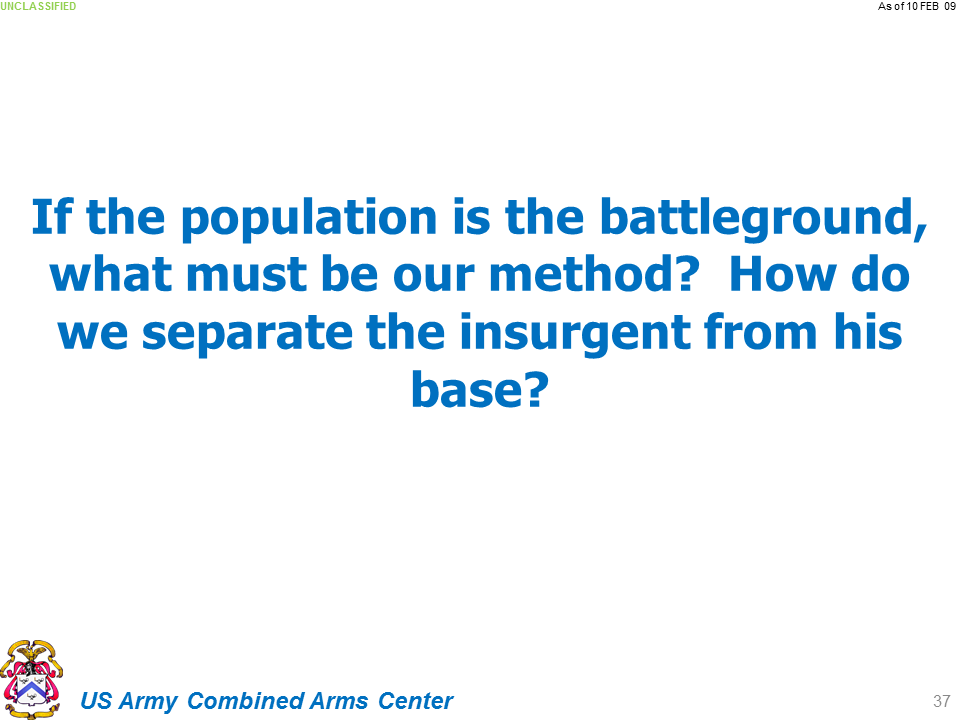 UNCLASSIFIED
As of 10 FEB 09
If the population is the battleground,
what must be our method? How do
we separate the insurgent from his
base?
US Army Combined Arms Center
37